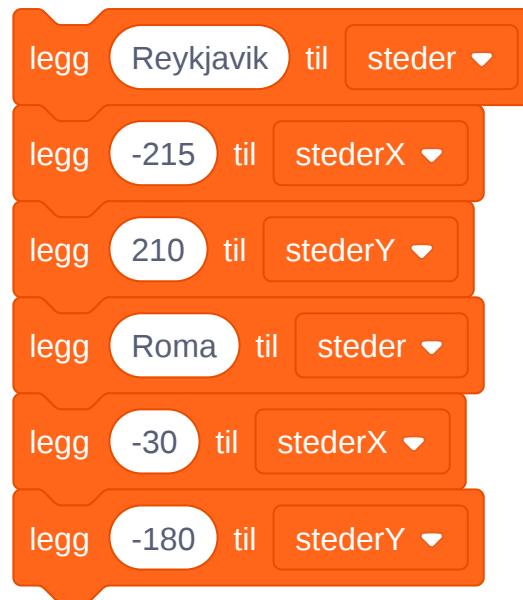 legg Reykjavik til steder
legg -215 til stederX
legg 210 til stederY
legg Roma til steder
legg -30 til stederX
legg -180 til stederY